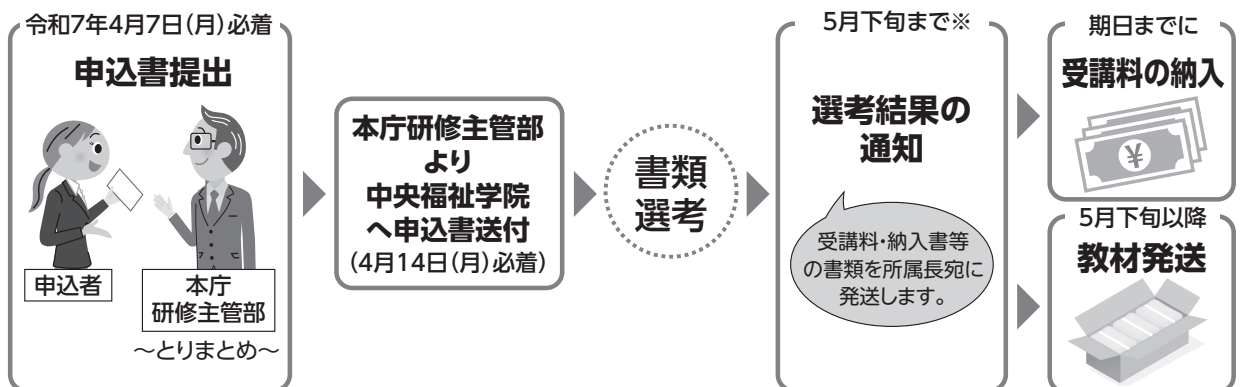 令和7年4月7日(月)必着
申込書提出
申込者
本庁
研修主管部
～とりまとめ～
本庁研修主管部
より
中央福祉学院
へ申込書送付
(4月14日(月)必着)
書類
選考
5月下旬まで※
選考結果の
通知
受講料・納入書等
の書類を所属長宛に
発送します。
期日までに
受講料の納入
¥
5月下旬以降
教材発送